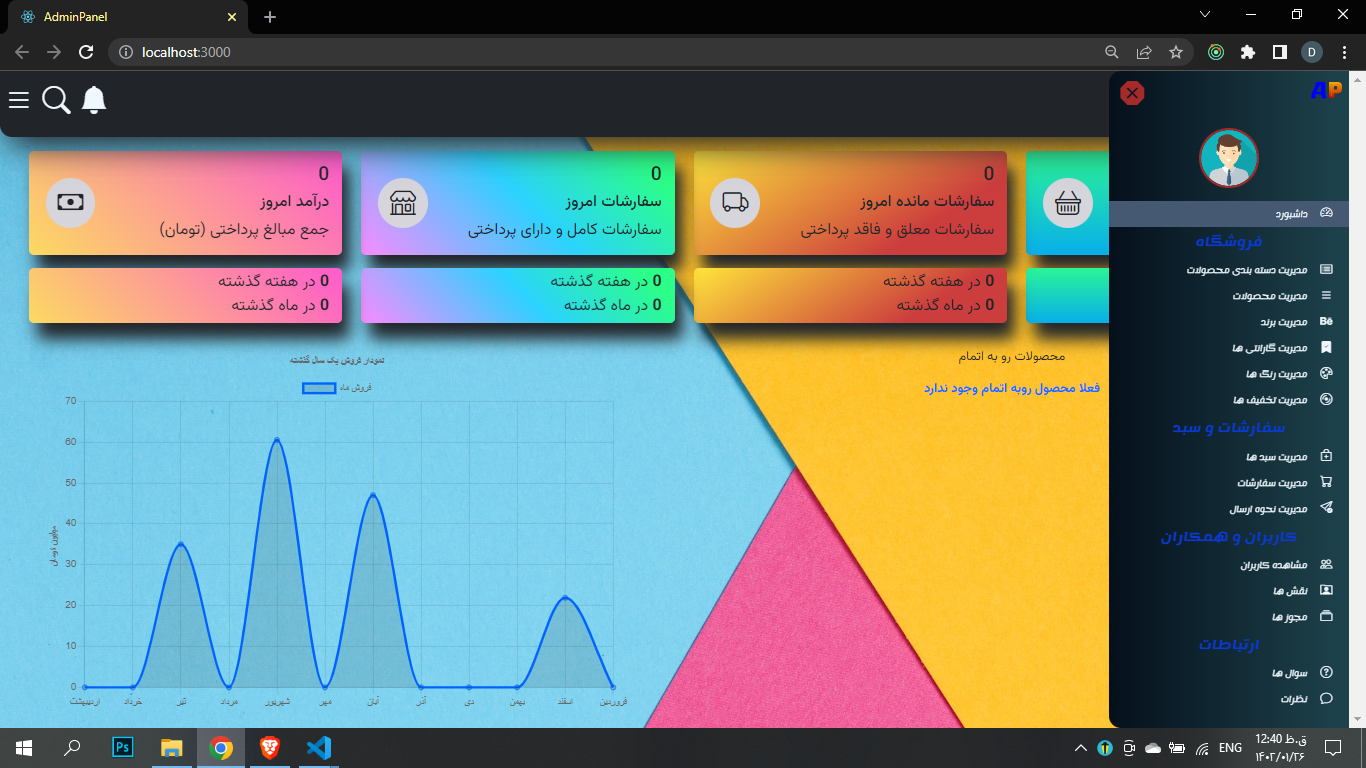 AdminPanel
localhost:3000
D
AP
0
درآمد امروز
جمع مبالغ پرداختی (تومان)
0
سفارشات امروز
سفارشات کامل و دارای پرداختی
0
سفارشات مانده امروز
سفارشات معلق و فاقد پرداختی
0 در هفته گذشته
0 در ماه گذشته
0 در هفته گذشته
0 در ماه گذشته
0 در هفته گذشته
0 در ماه گذشته
نمودار فروش یک سال گذشته
فروش ماه
70
60
50
40
30
20
10
0
میلیون تومان
اردیبهشت
خرداد
تیر
مرداد
شهریور
مهر
آبان
آذر
دی
بهمن
اسفند
فروردین
محصولات رو به اتمام
فعلا محصول روبه اتمام وجود ندارد
داشبورد
فروشگاه
مدیریت دسته بندی محصولات
مدیریت محصولات
مدیریت برند
مدیریت گارانتی ها
مدیریت رنگ ها
مدیریت تخفیف ها
سفارشات و سبد
مدیریت سبد ها
مدیریت سفارشات
مدیریت نحوه ارسال
کاربران و همکاران
مشاهده کاربران
نقش ها
مجوز ها
ارتباطات
سوال ها
نظرات
Ps
ENG
12:40 ق.ظ
۱۴۰۲/۰۱/۲۶